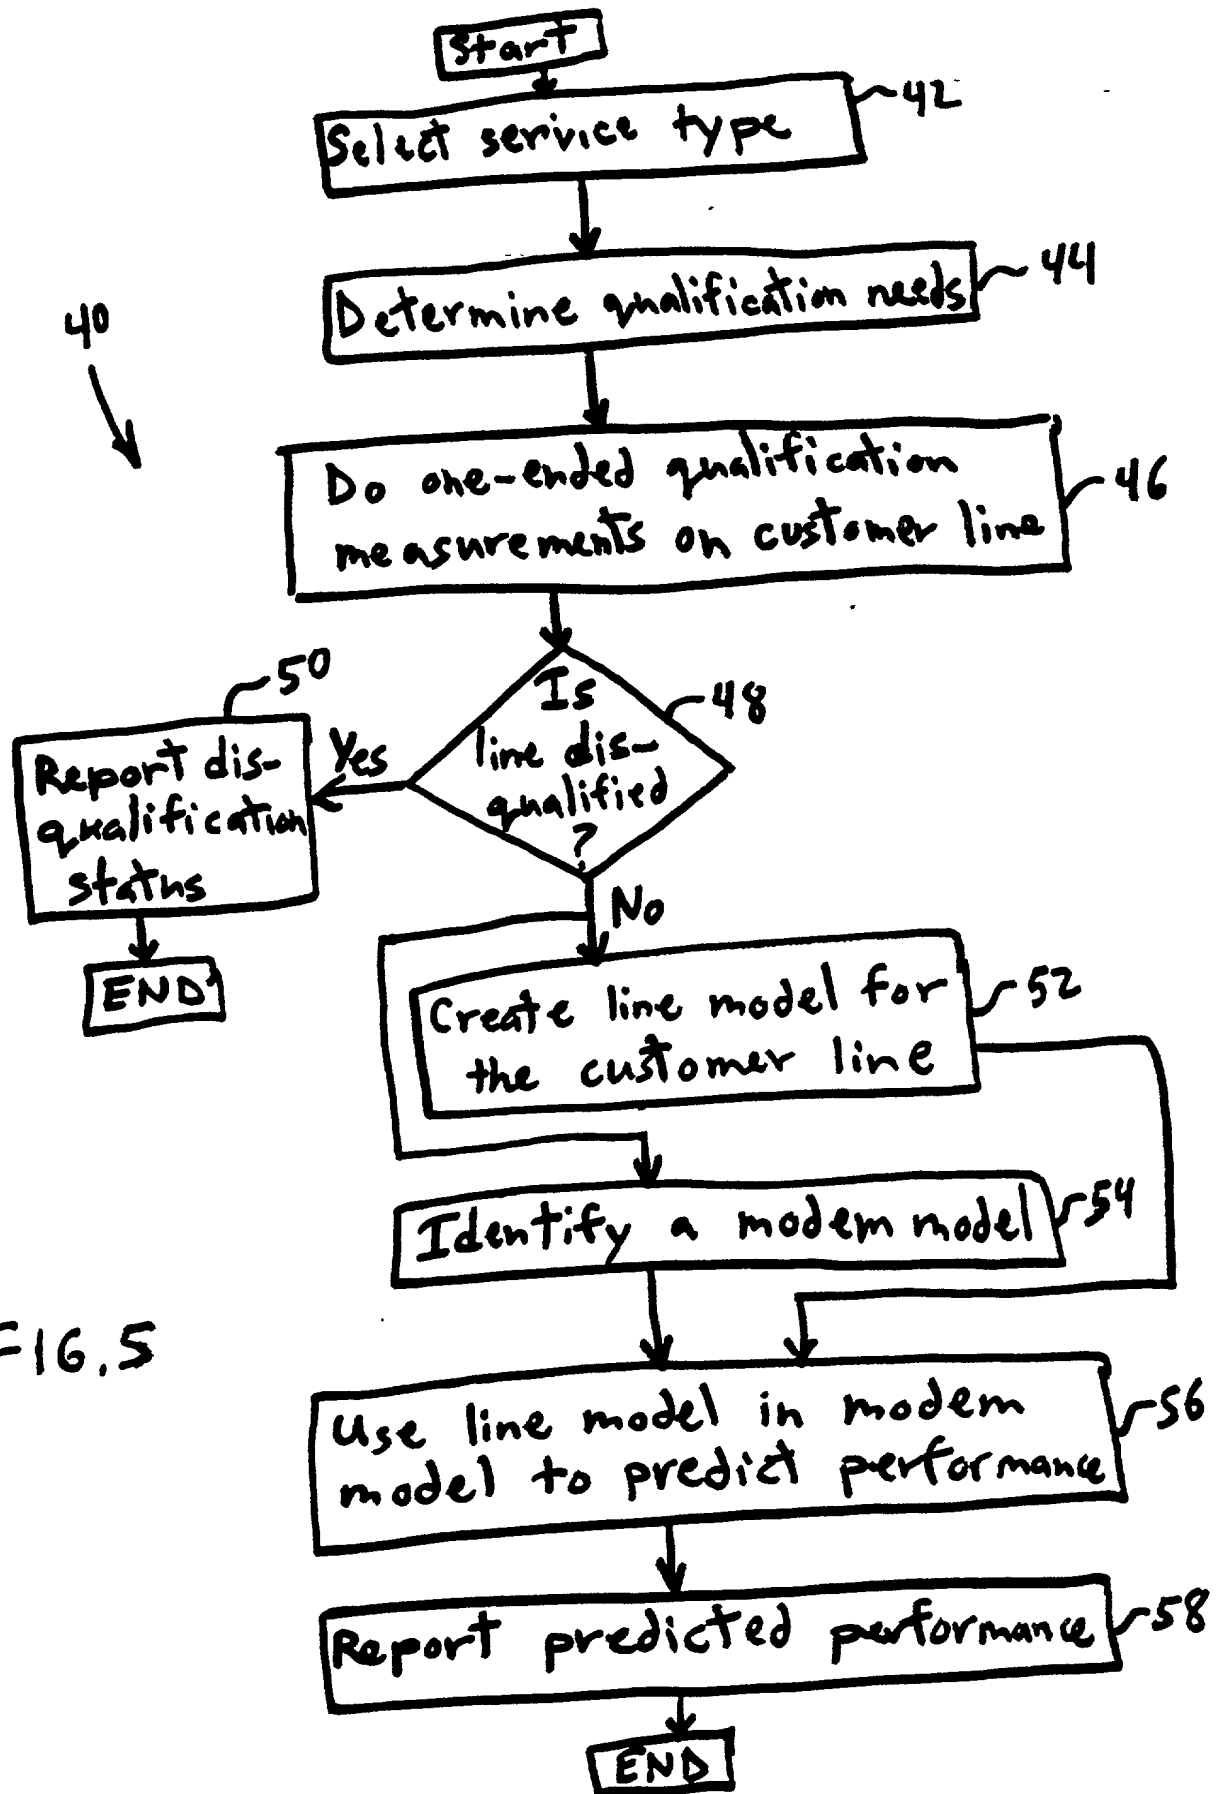 Start
Select service type
42
Determine qualification needs
44
40
Do one-ended qualification
measurements on customer line
46
Is
line dis-
qualified
?
48
Yes
50
Report dis-
qualification
status
END
No
Create line model for
the customer line
52
Identify a modem model
54
FIG.5
Use line model in modem
model to predict performance
56
Report predicted performance
58
END